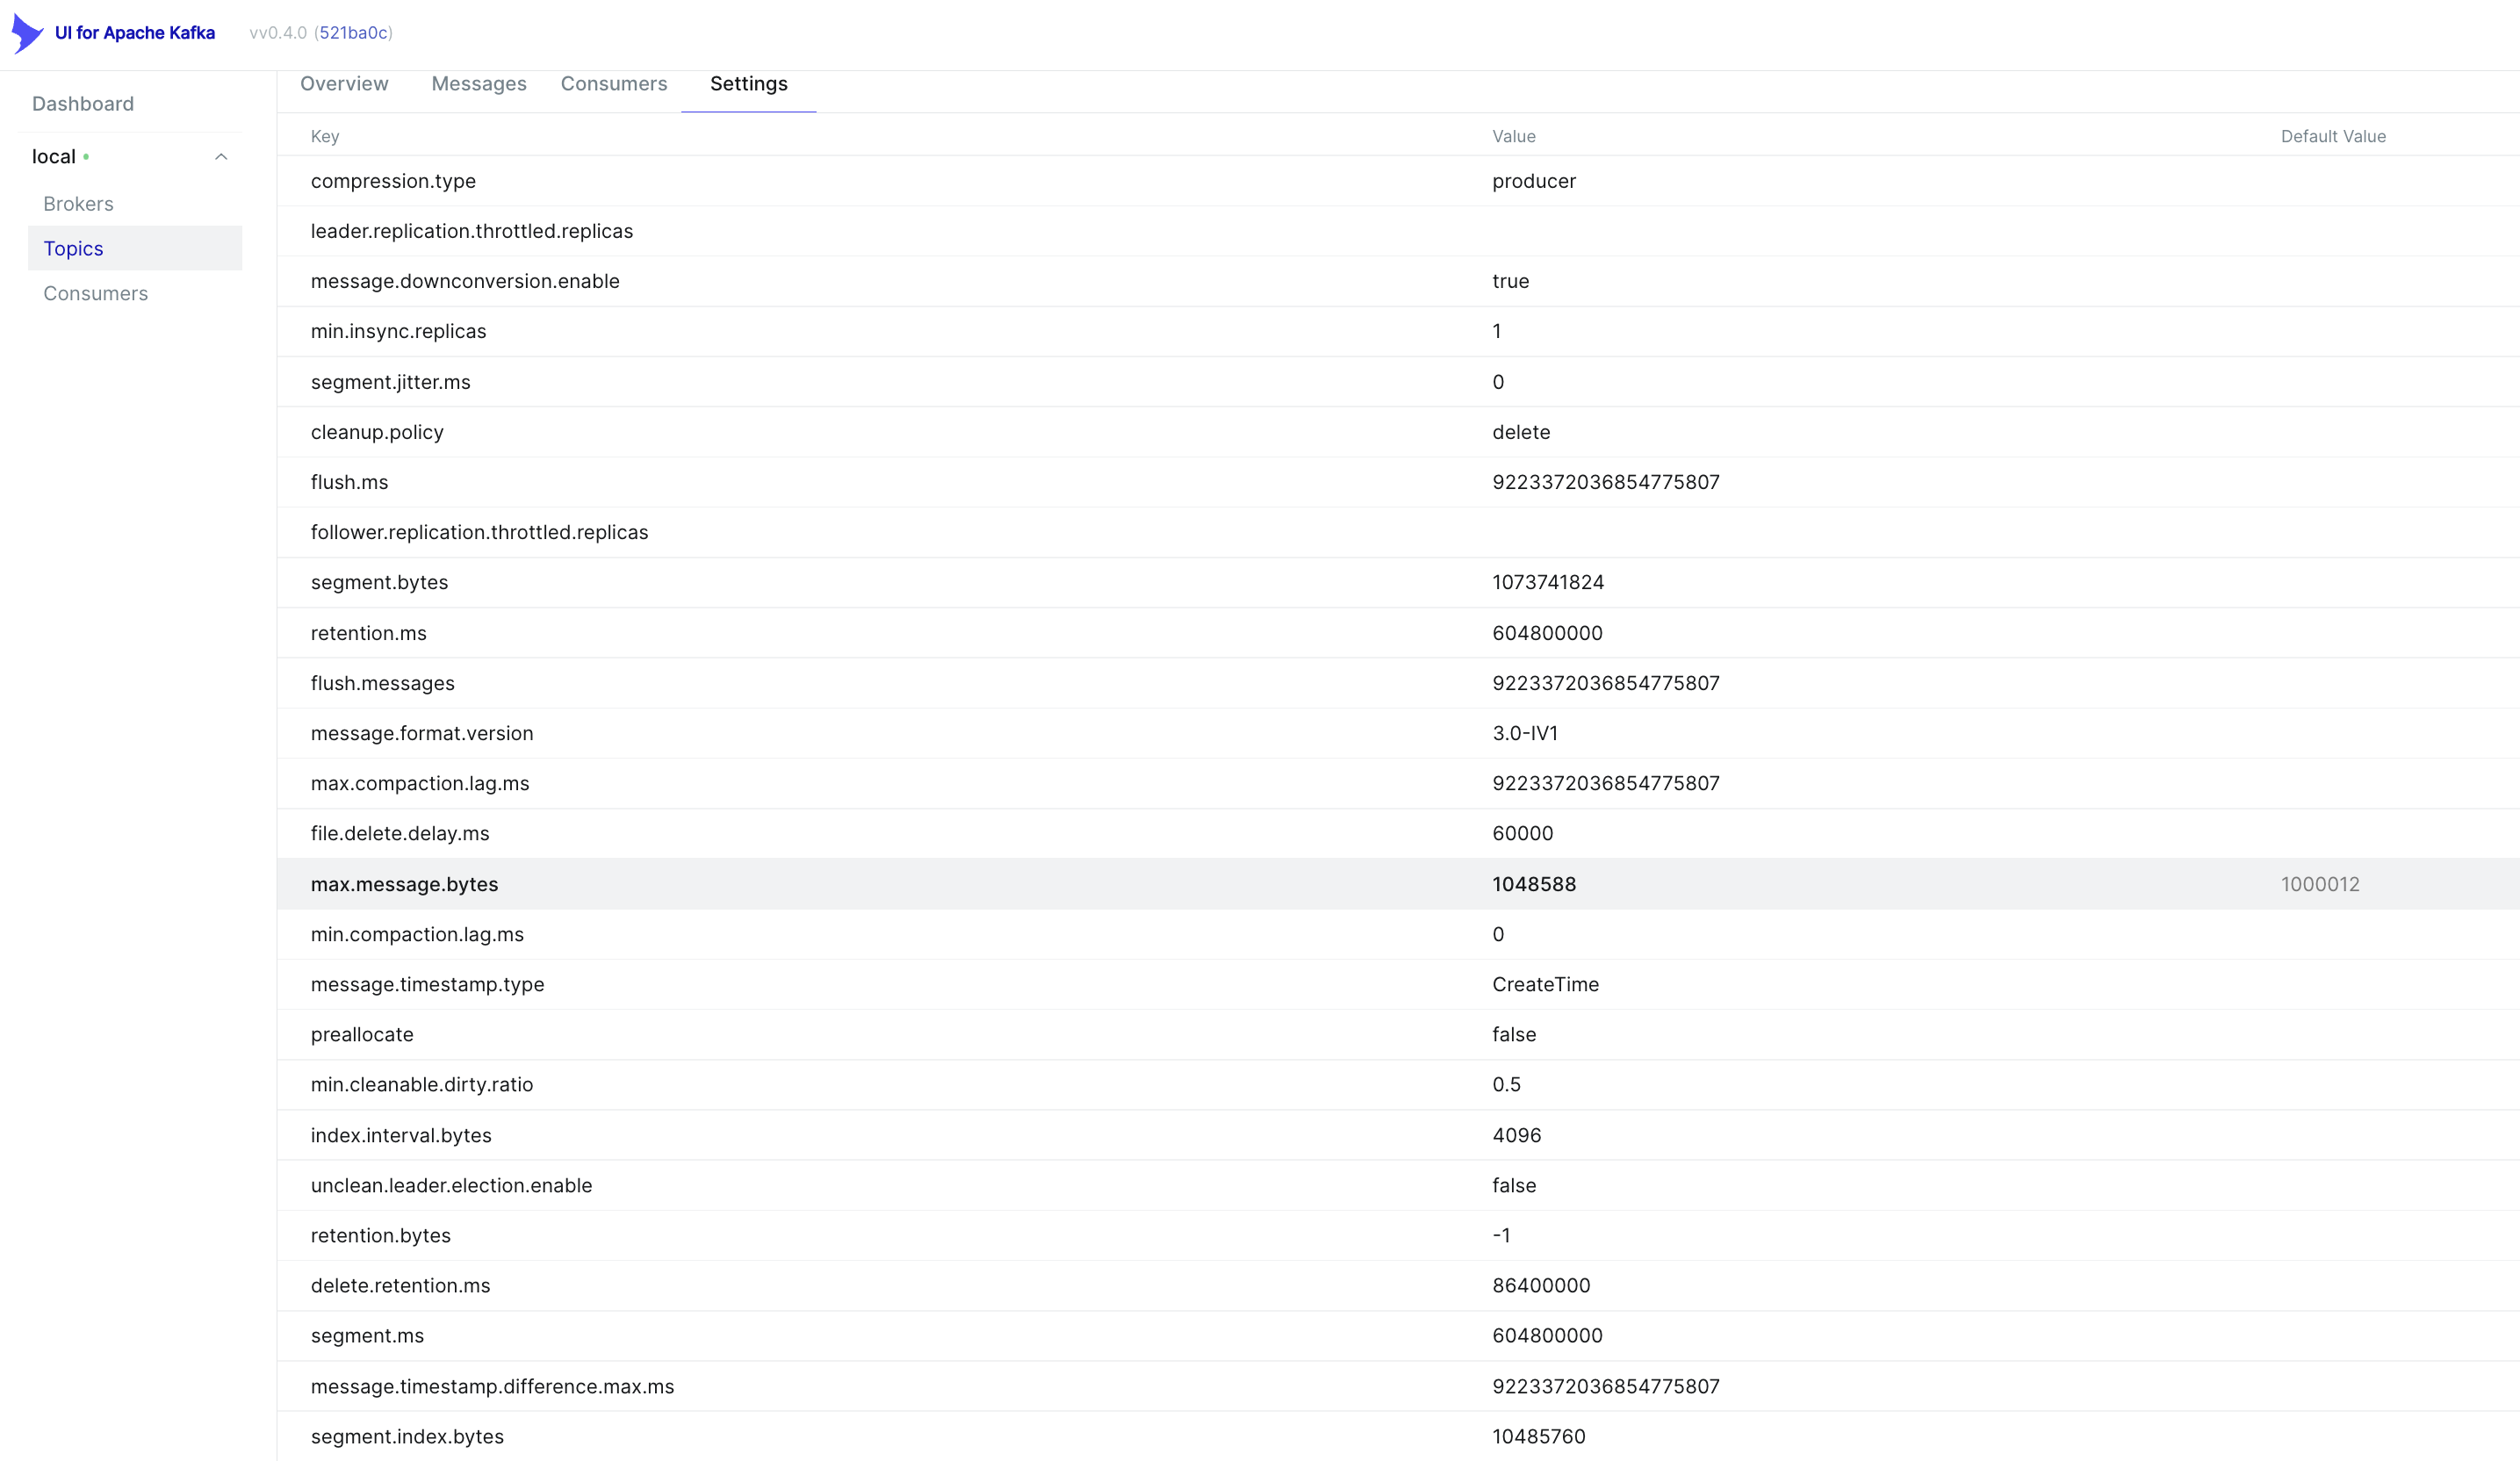 UI for Apache Kafka vv0.4.0 (521ba0c)
Dashboard
local
Brokers
Topics
Consumers
Overview Messages Consumers Settings
Key Value Default Value
compression.type producer
leader.replication.throttled.replicas
message.downconversion.enable true
min.insync.replicas 1
segment.jitter.ms 0
cleanup.policy delete
flush.ms 9223372036854775807
follower.replication.throttled.replicas
segment.bytes 1073741824
retention.ms 604800000
flush.messages 9223372036854775807
message.format.version 3.0-IV1
max.compaction.lag.ms 9223372036854775807
file.delete.delay.ms 60000
max.message.bytes 1048588 1000012
min.compaction.lag.ms 0
message.timestamp.type CreateTime
preallocate false
min.cleanable.dirty.ratio 0.5
index.interval.bytes 4096
unclean.leader.election.enable false
retention.bytes -1
delete.retention.ms 86400000
segment.ms 604800000
message.timestamp.difference.max.ms 9223372036854775807
segment.index.bytes 10485760